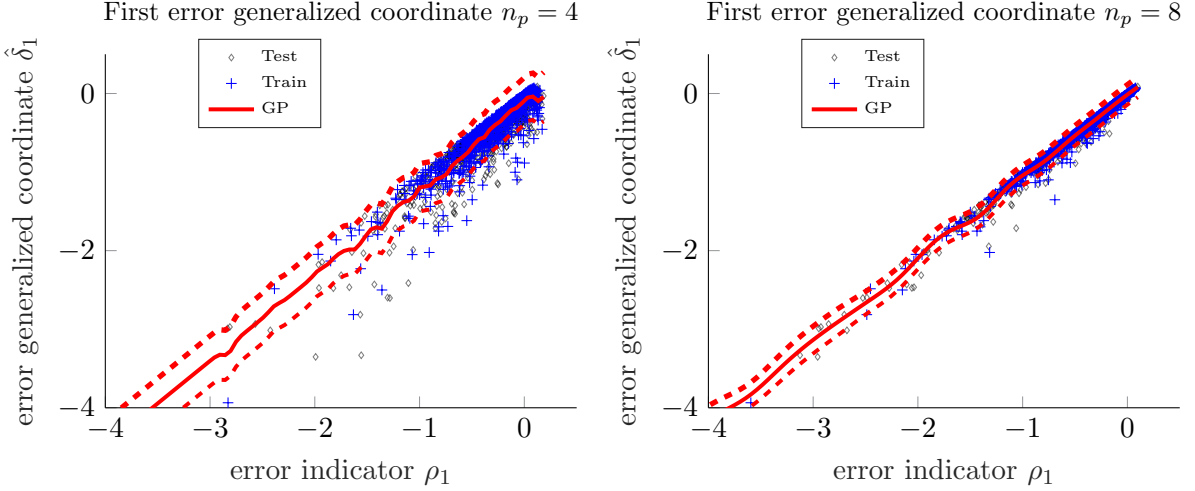 First error generalized coordinate n_p = 4
error generalized coordinate δ̂_1
0
−2
−4
Test
Train
GP
−4 −3 −2 −1 0
error indicator ρ_1
First error generalized coordinate n_p = 8
error generalized coordinate δ̂_1
0
−2
−4
Test
Train
GP
−4 −3 −2 −1 0
error indicator ρ_1